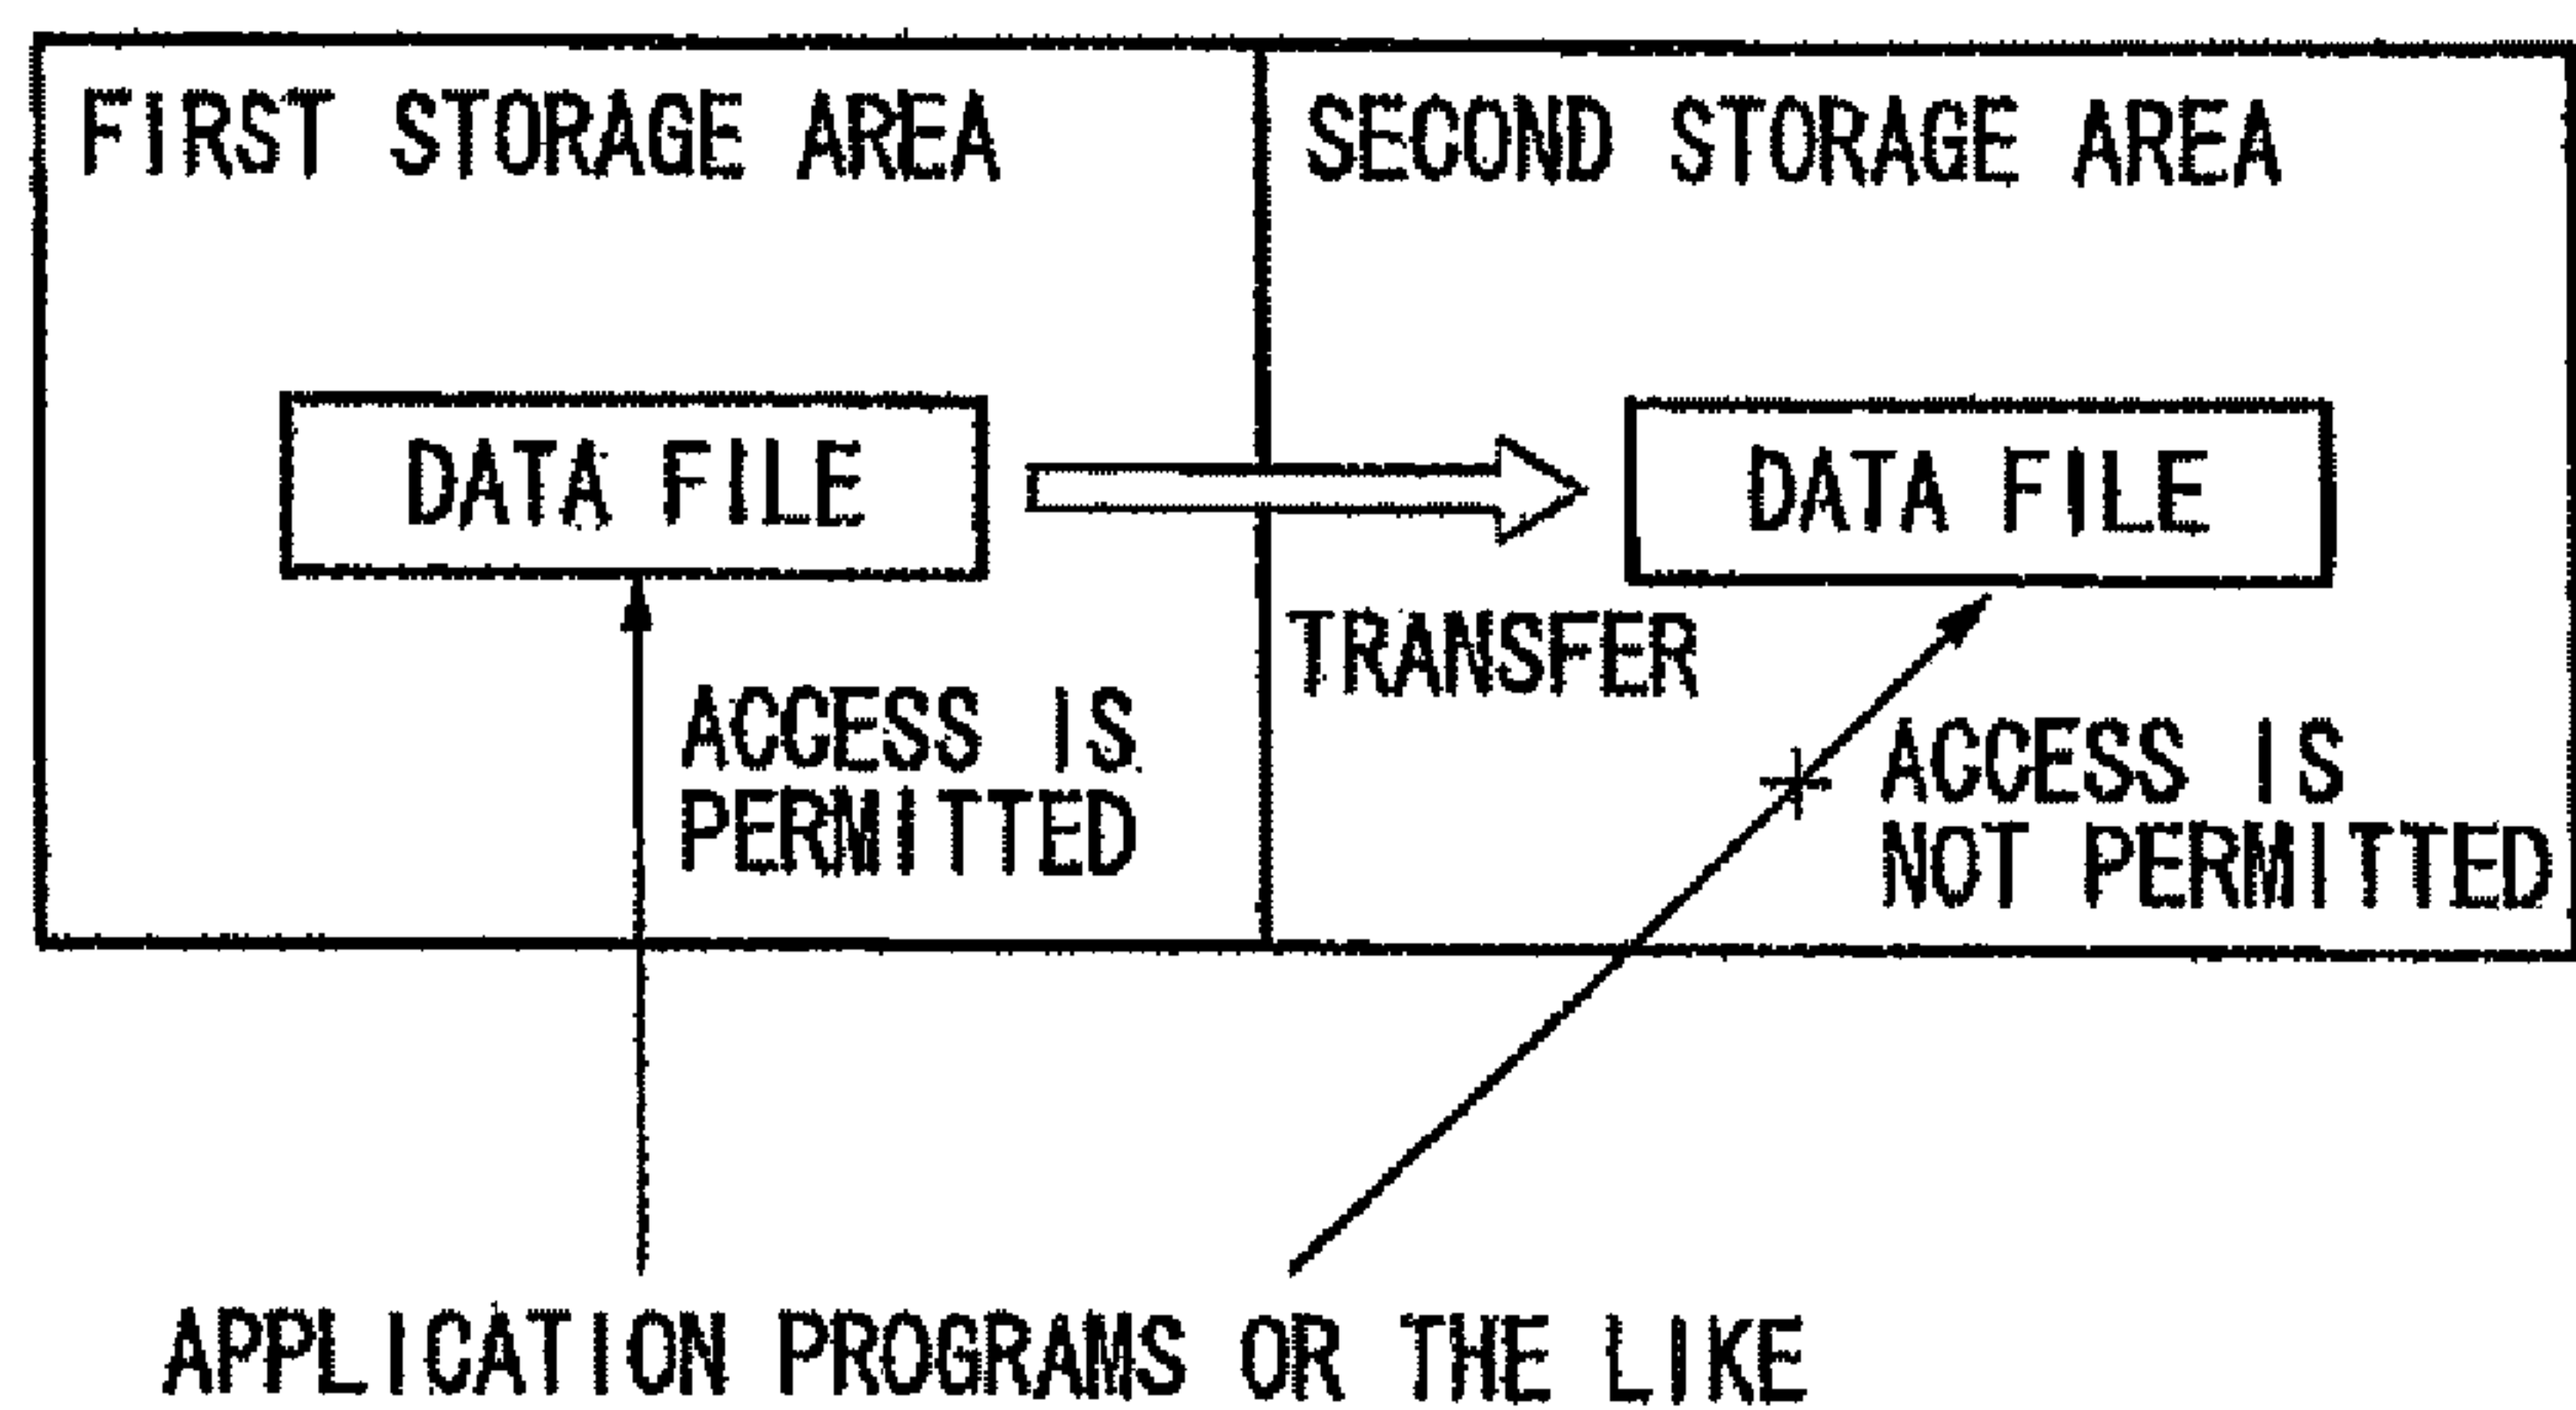 FIRST STORAGE AREA
SECOND STORAGE AREA
DATA FILE
DATA FILE
TRANSFER
ACCESS IS
PERMITTED
ACCESS IS
NOT PERMITTED
APPLICATION PROGRAMS OR THE LIKE